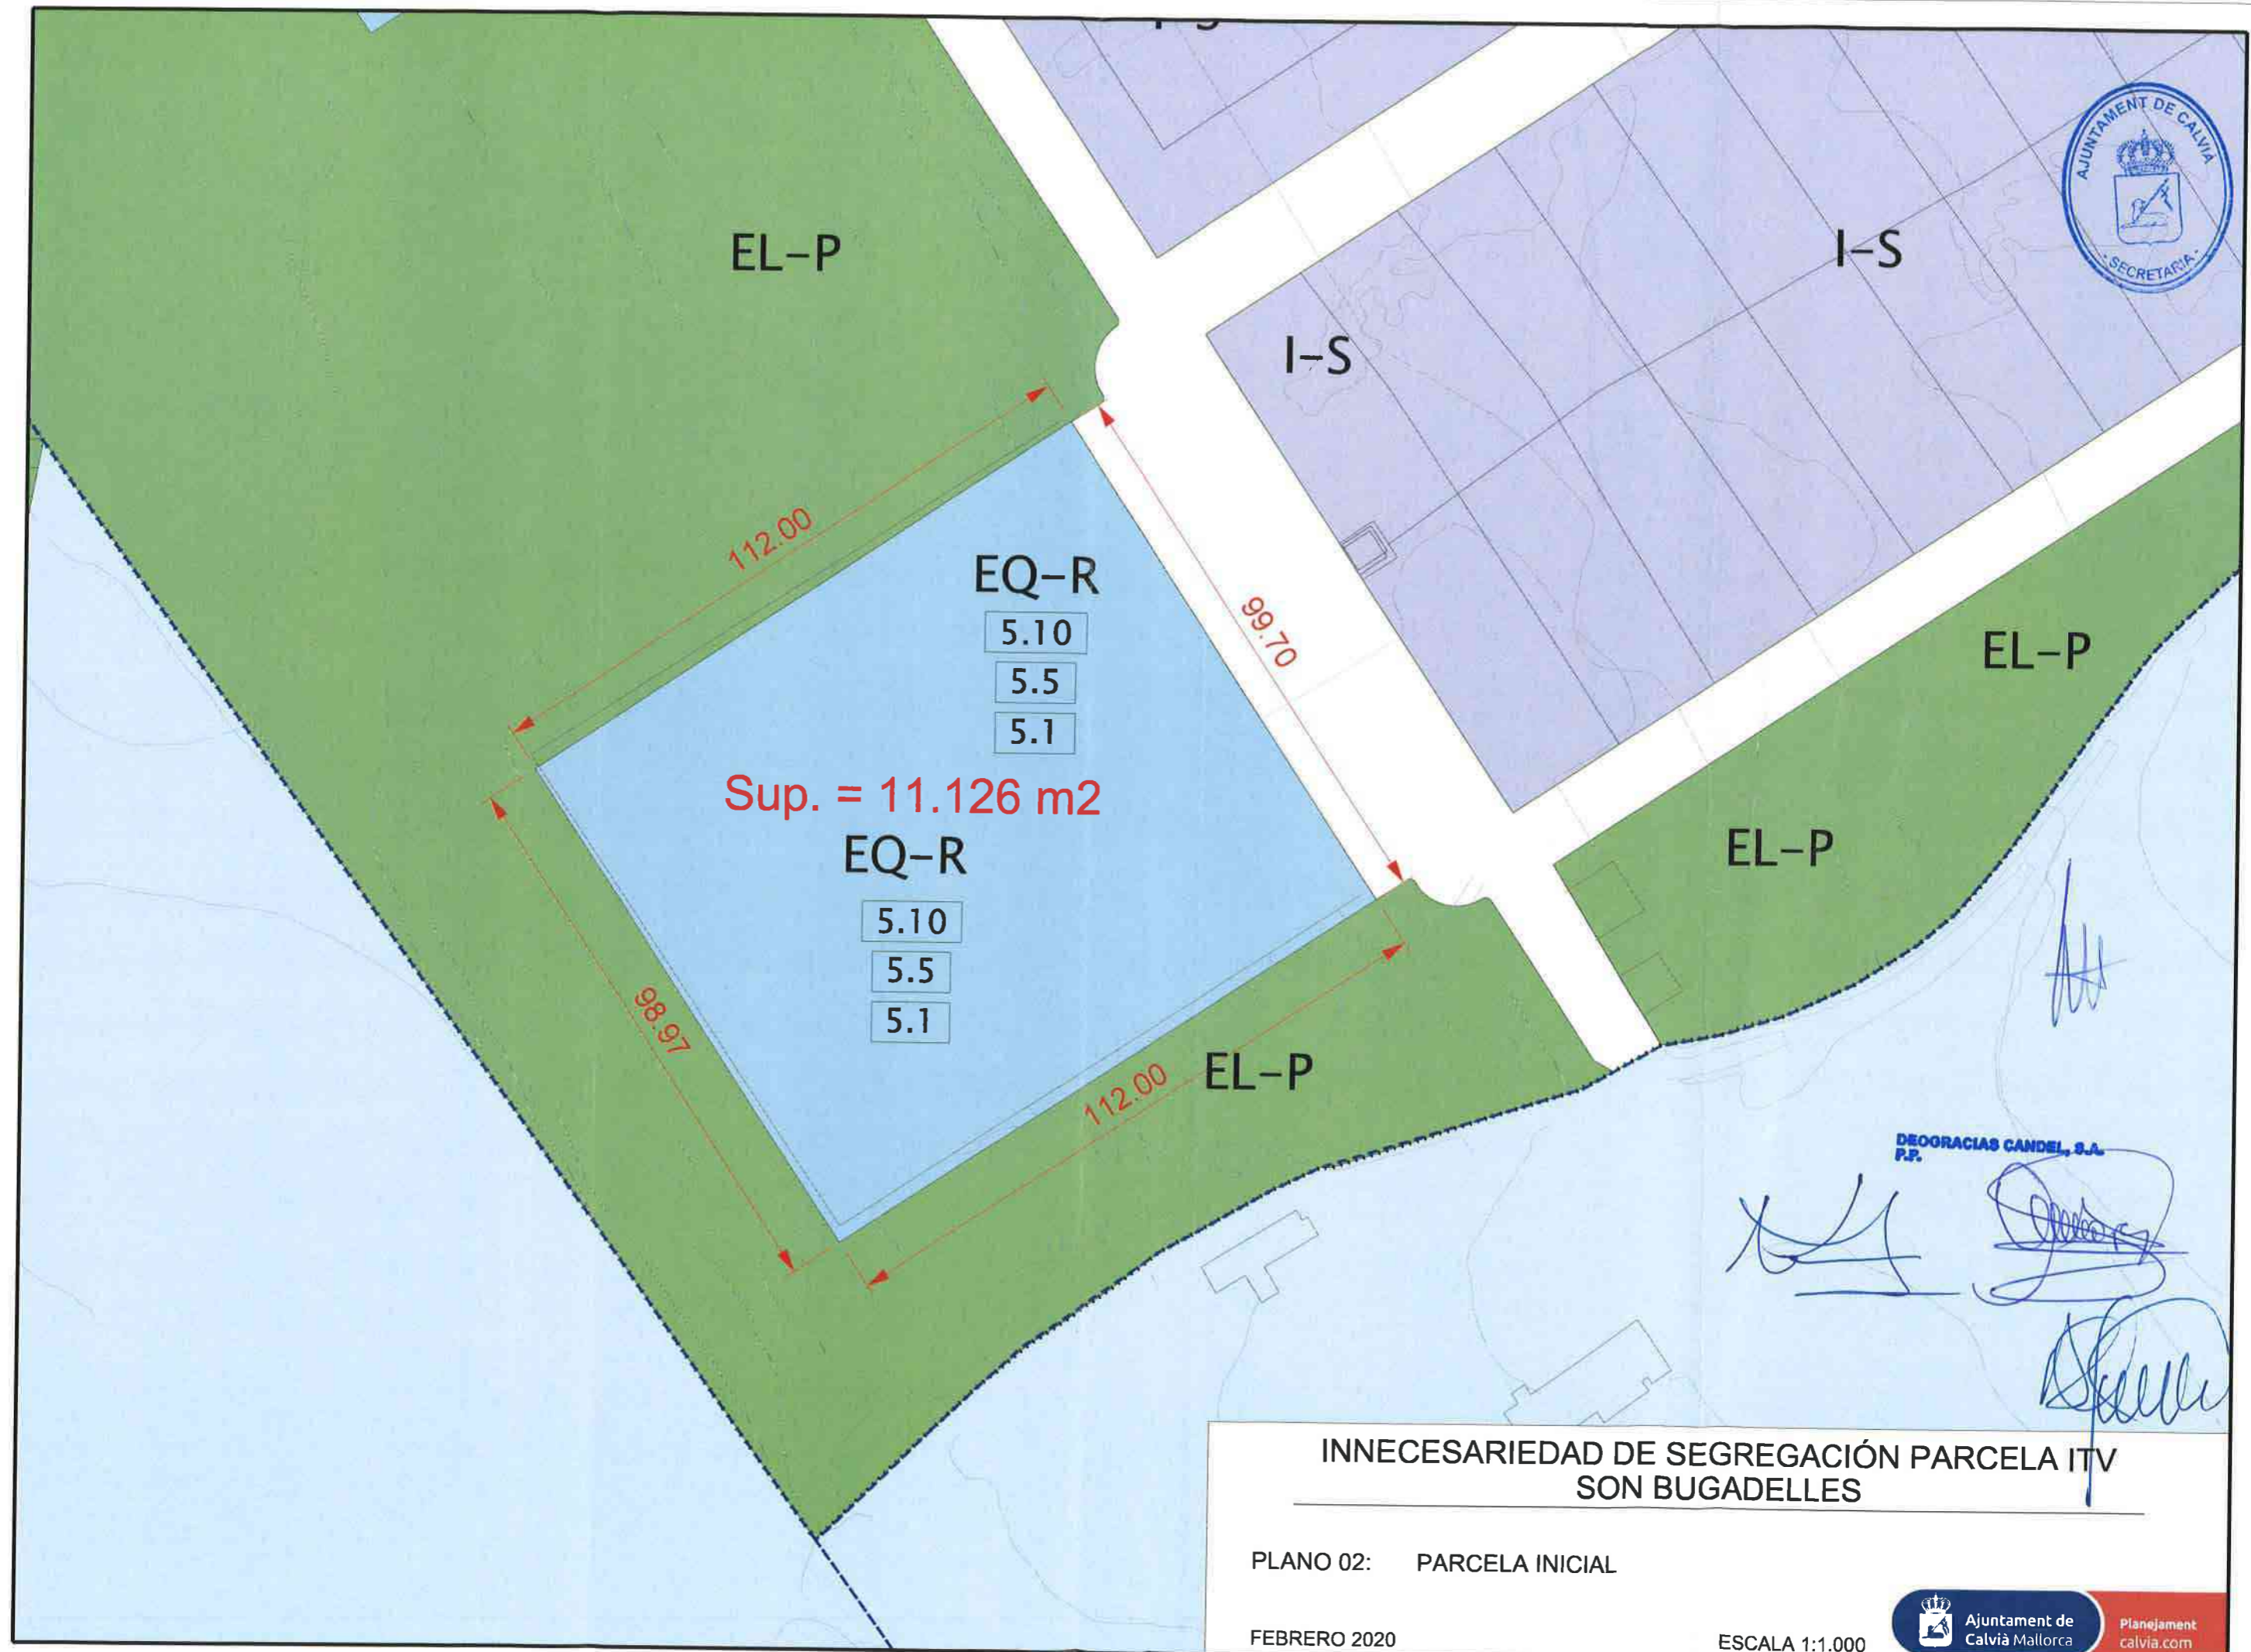 EL-P
I-S
I-S
AJUNTAMENT DE CALVIÀ
- SECRETARIA -
112.00
EQ-R
5.10
5.5
5.1
99.70
EL-P
Sup. = 11.126 m2
EQ-R
5.10
5.5
5.1
EL-P
98.97
112.00
EL-P
DEOGRACIAS CANDEL, S.A.
P.P.
INNECESARIEDAD DE SEGREGACIÓN PARCELA ITV
SON BUGADELLES
PLANO 02: PARCELA INICIAL
FEBRERO 2020
ESCALA 1:1.000
Ajuntament de
Calvià Mallorca
Planejament
calvia.com